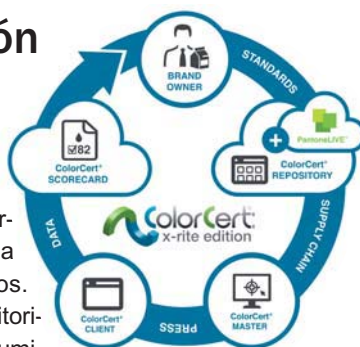 ón
r-
a
os.
itori-
umi-
BRAND
OWNER
STANDARDS
PantoneLIVE™
ColorCert®
REPOSITORY
SUPPLY CHAIN
ColorCert®
MASTER
PRESS
ColorCert®
CLIENT
DATA
82
ColorCert®
SCORECARD
ColorCert:
x-rite edition